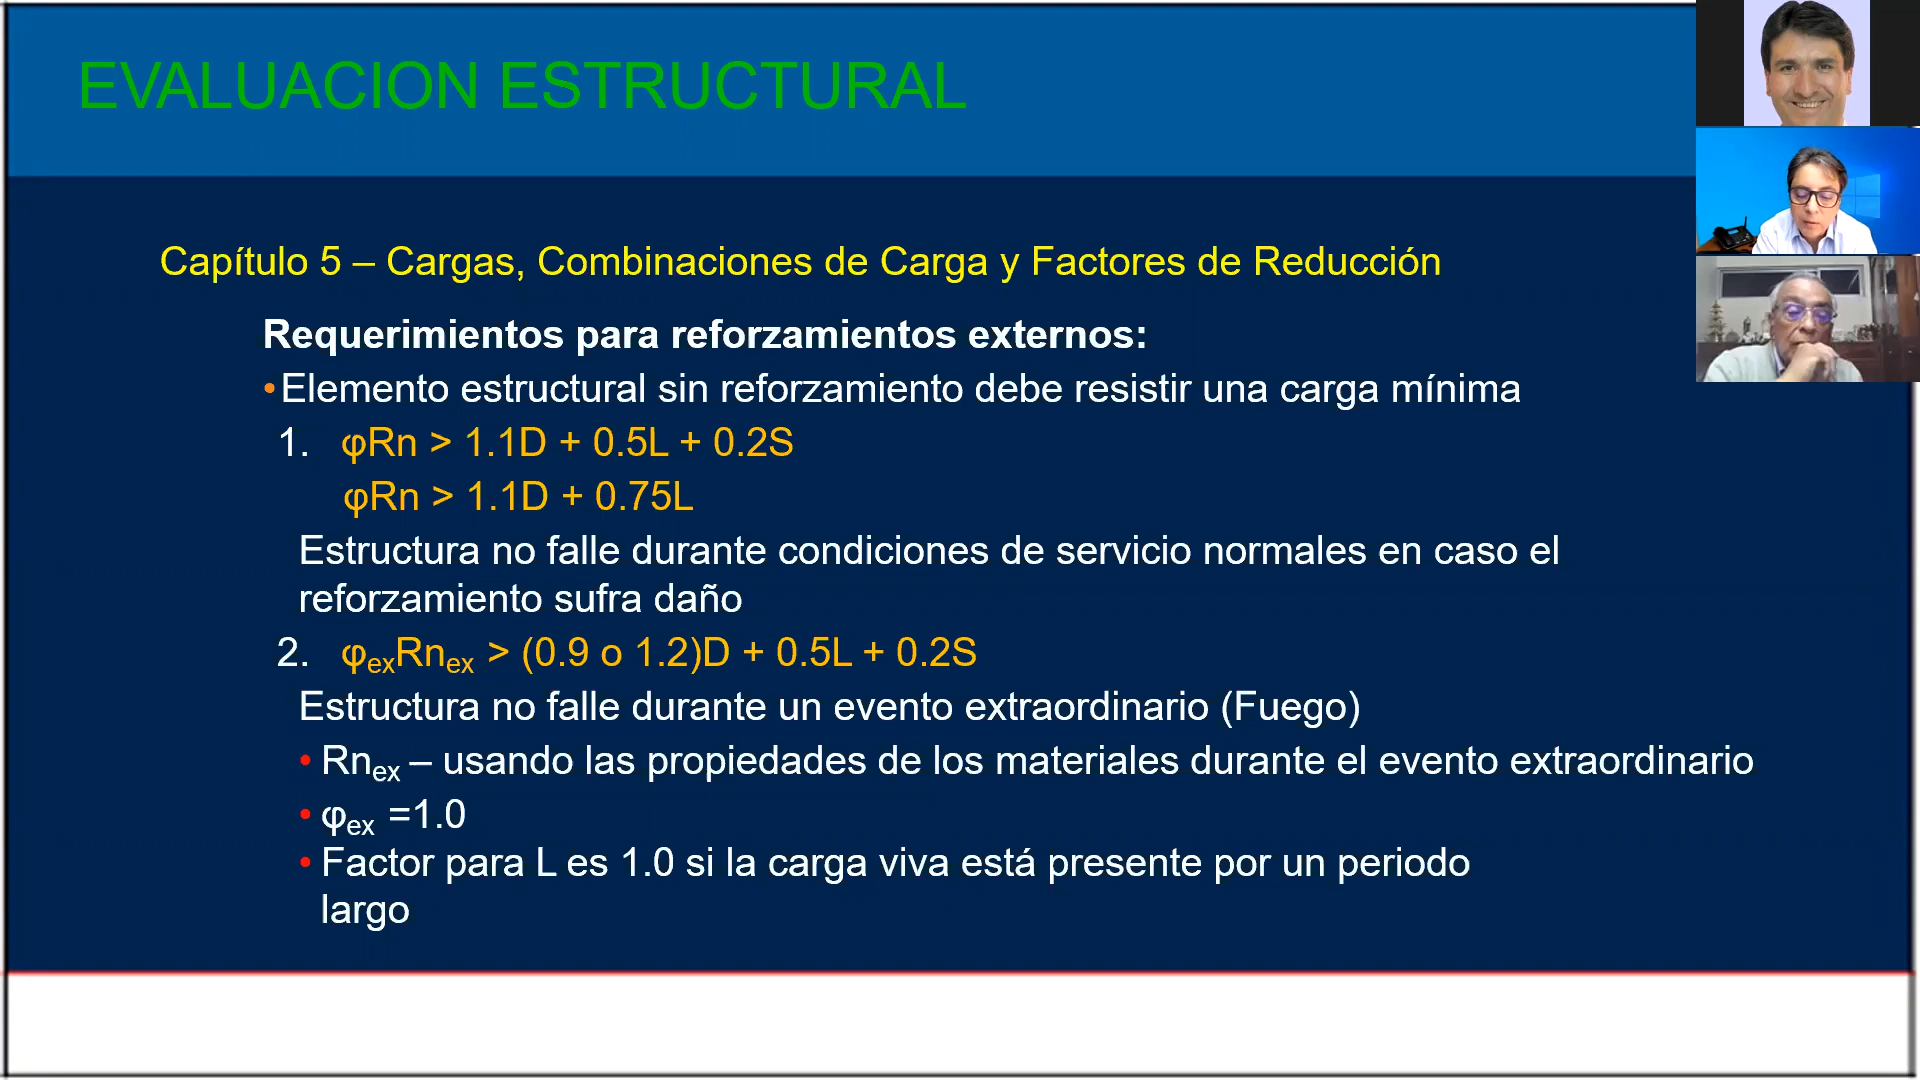 EVALUACION ESTRUCTURAL
Capítulo 5 – Cargas, Combinaciones de Carga y Factores de Reducción
Requerimientos para reforzamientos externos:
•Elemento estructural sin reforzamiento debe resistir una carga mínima
1. φRn > 1.1D + 0.5L + 0.2S
φRn > 1.1D + 0.75L
Estructura no falle durante condiciones de servicio normales en caso el
reforzamiento sufra daño
2. φexRnex > (0.9 o 1.2)D + 0.5L + 0.2S
Estructura no falle durante un evento extraordinario (Fuego)
• Rnex – usando las propiedades de los materiales durante el evento extraordinario
• φex =1.0
• Factor para L es 1.0 si la carga viva está presente por un periodo
largo